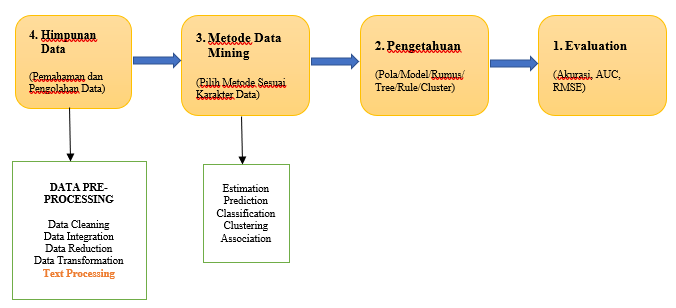 4. Himpunan
Data
(Pemahaman dan
Pengolahan Data)
3. Metode Data
Mining
(Pilih Metode Sesuai
Karakter Data)
2. Pengetahuan
(Pola/Model/Rumus/
Tree/Rule/Cluster)
1. Evaluation
(Akurasi, AUC,
RMSE)
DATA PRE-
PROCESSING
Data Cleaning
Data Integration
Data Reduction
Data Transformation
Text Processing
Estimation
Prediction
Classification
Clustering
Association